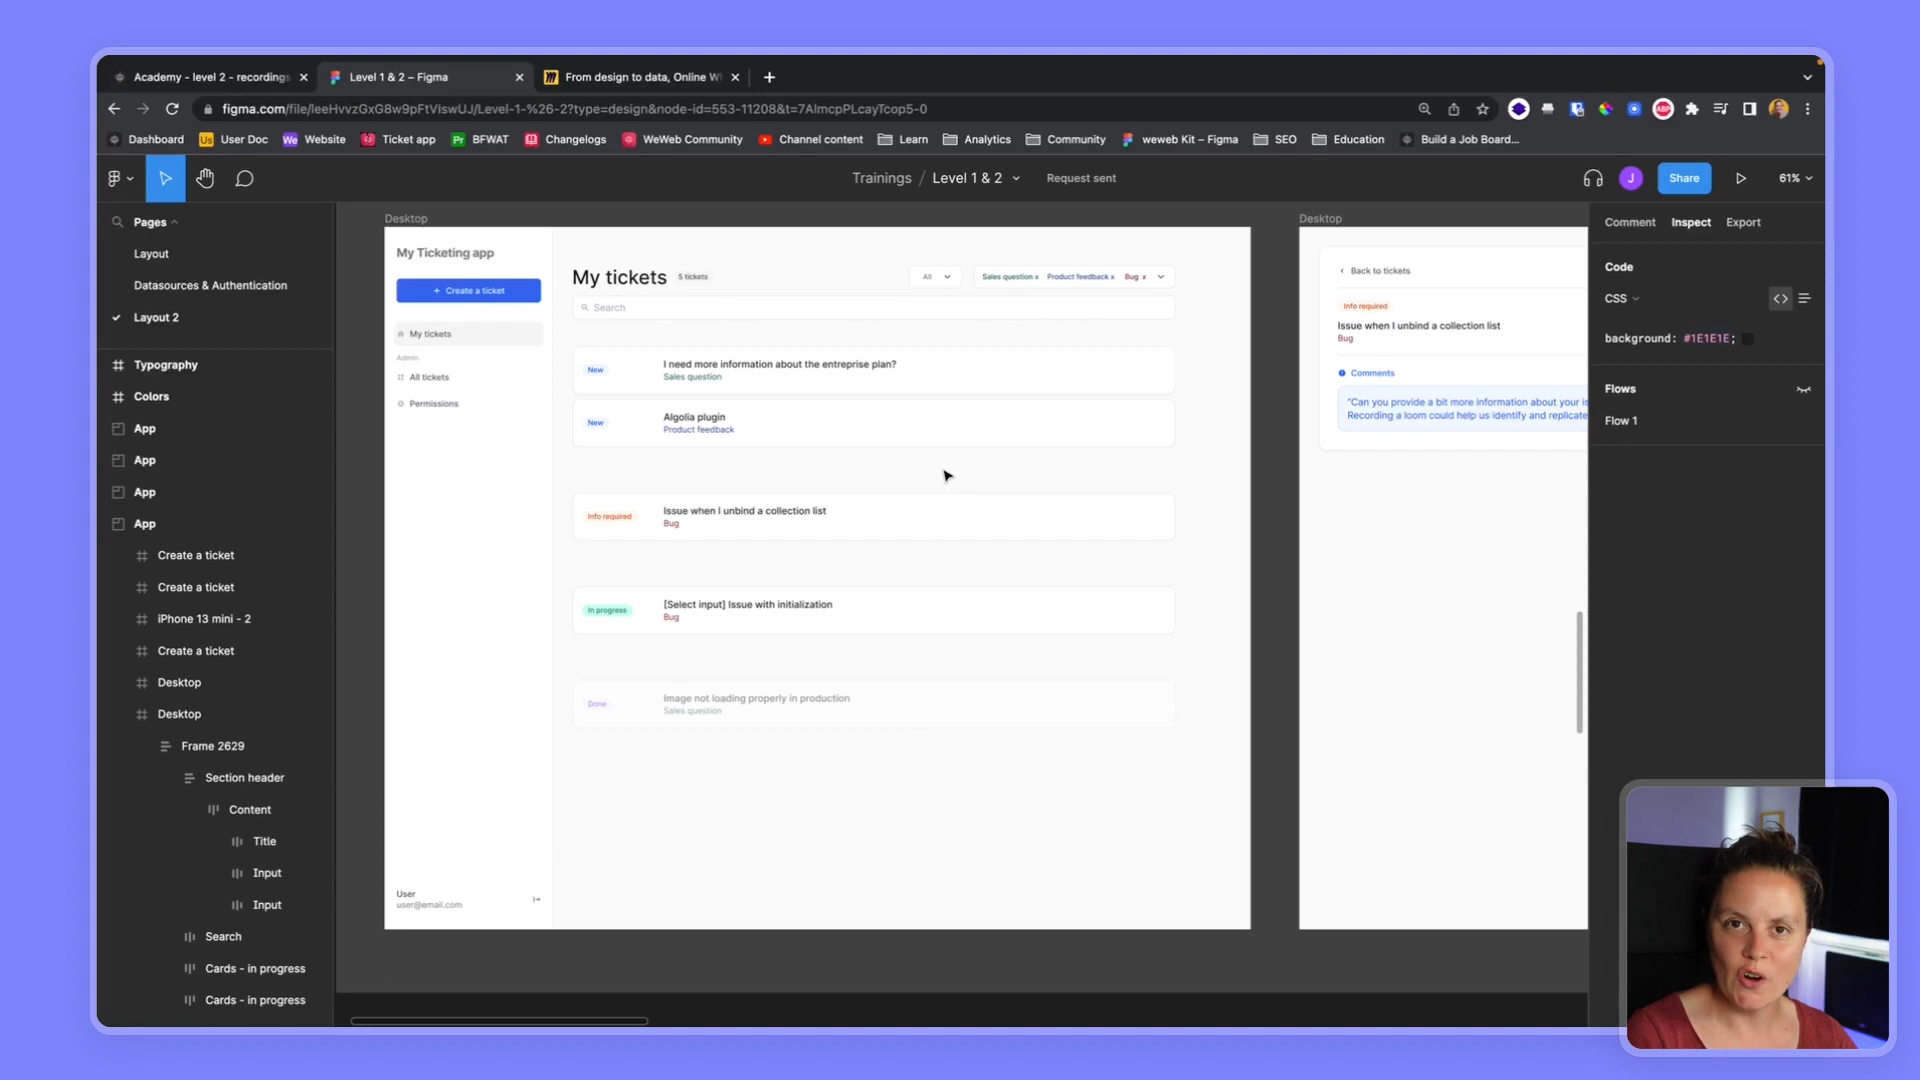 Academy - level 2 - recordings
Level 1 & 2 – Figma
From design to data, Online W
figma.com/file/leeHvvzGxG8w9pFtVIswUJ/Level-1-%26-2?type=design&node-id=553-11208&t=7AlmcpPLcayTcop5-0
Dashboard
User Doc
Website
Ticket app
BFWAT
Changelogs
WeWeb Community
Channel content
Learn
Analytics
Community
weweb Kit – Figma
SEO
Education
Build a Job Board...
Trainings / Level 1 & 2
Request sent
J
Share
61%
Pages
Layout
Datasources & Authentication
Layout 2
Typography
Colors
App
App
App
App
Create a ticket
Create a ticket
iPhone 13 mini - 2
Create a ticket
Desktop
Desktop
Frame 2629
Section header
Content
Title
Input
Input
Search
Cards - in progress
Cards - in progress
Desktop
My Ticketing app
+ Create a ticket
My tickets
Admin
All tickets
Permissions
User
user@email.com
My tickets
5 tickets
All
Sales question x
Product feedback x
Bug x
Search
New
I need more information about the entreprise plan?
Sales question
New
Algolia plugin
Product feedback
Info required
Issue when I unbind a collection list
Bug
In progress
[Select input] Issue with initialization
Bug
Done
Image not loading properly in production
Sales question
Desktop
Back to tickets
Info required
Issue when I unbind a collection list
Bug
Comments
"Can you provide a bit more information about your is
Recording a loom could help us identify and replicate
Comment
Inspect
Export
Code
CSS
background: #1E1E1E;
Flows
Flow 1